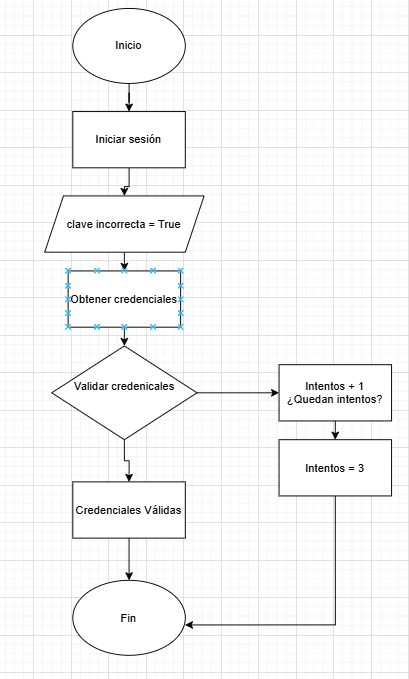 Inicio
Iniciar sesión
clave incorrecta = True
Obtener credenciales
Validar credenicales
Intentos + 1
¿Quedan intentos?
Intentos = 3
Credenciales Válidas
Fin